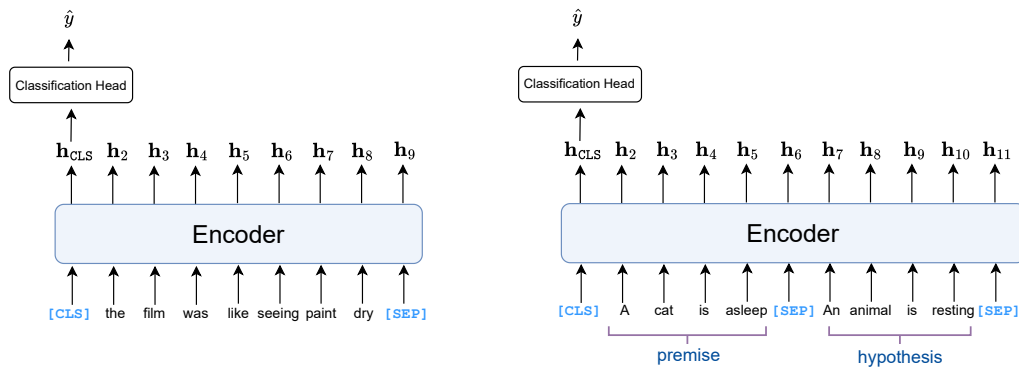 ŷ
Classification Head
h_CLS h_2 h_3 h_4 h_5 h_6 h_7 h_8 h_9
Encoder
[CLS] the film was like seeing paint dry [SEP]
ŷ
Classification Head
h_CLS h_2 h_3 h_4 h_5 h_6 h_7 h_8 h_9 h_10 h_11
Encoder
[CLS] A cat is asleep [SEP] An animal is resting [SEP]
premise hypothesis